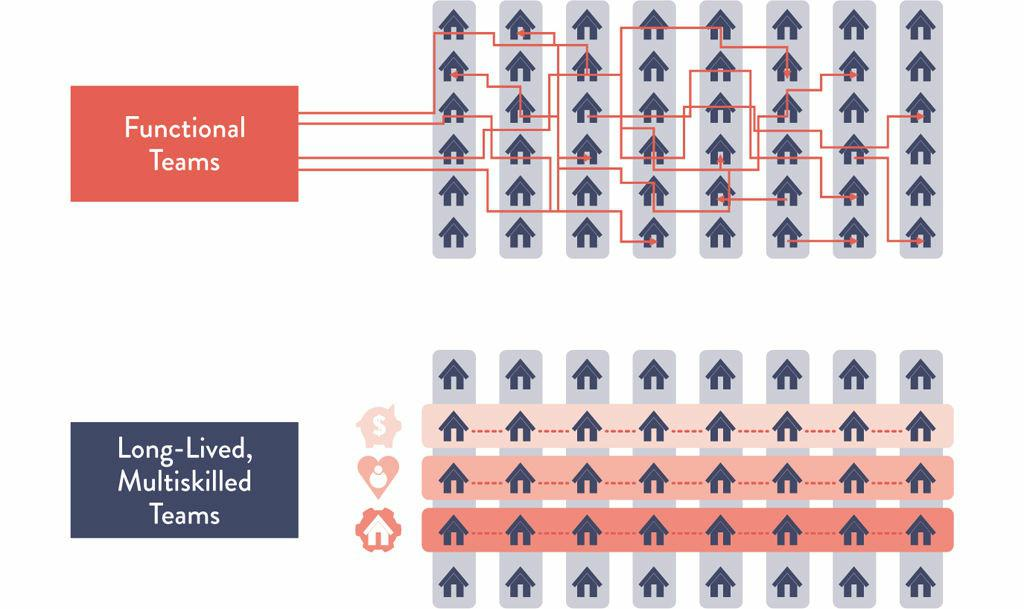 Functional
Teams
$
Long-Lived,
Multiskilled
Teams